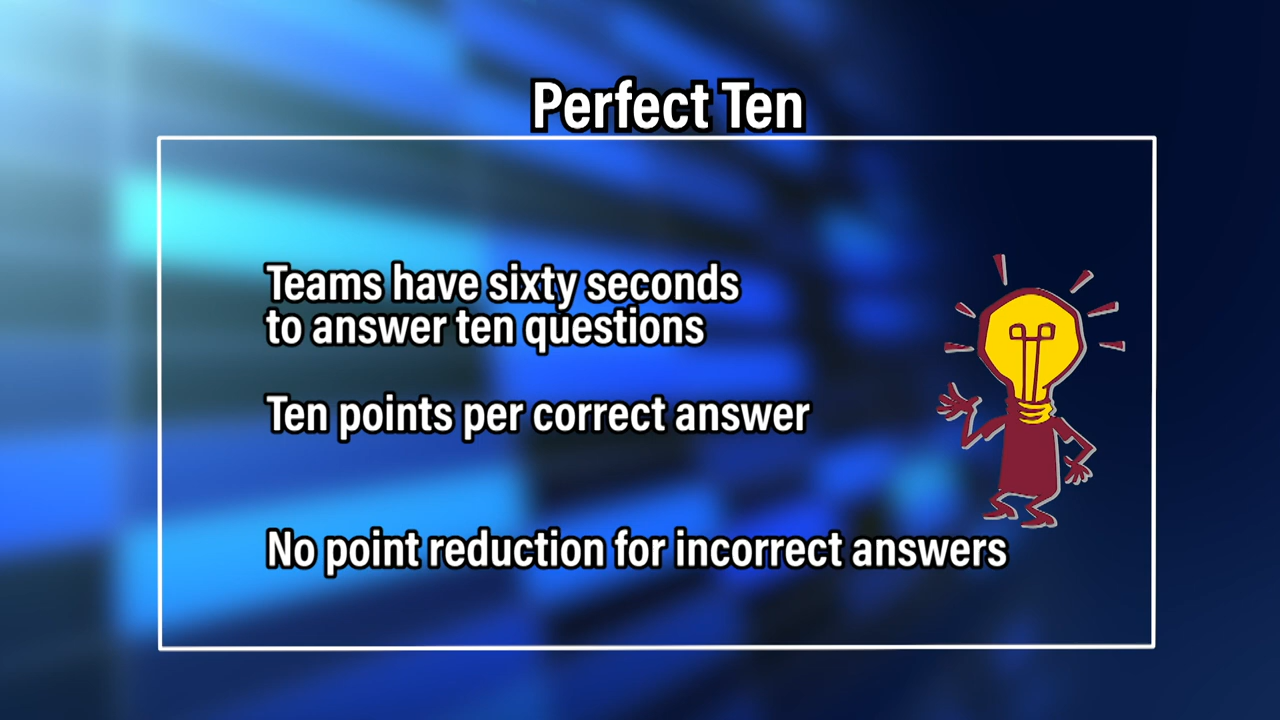 Perfect Ten
Teams have sixty seconds
to answer ten questions
Ten points per correct answer
No point reduction for incorrect answers